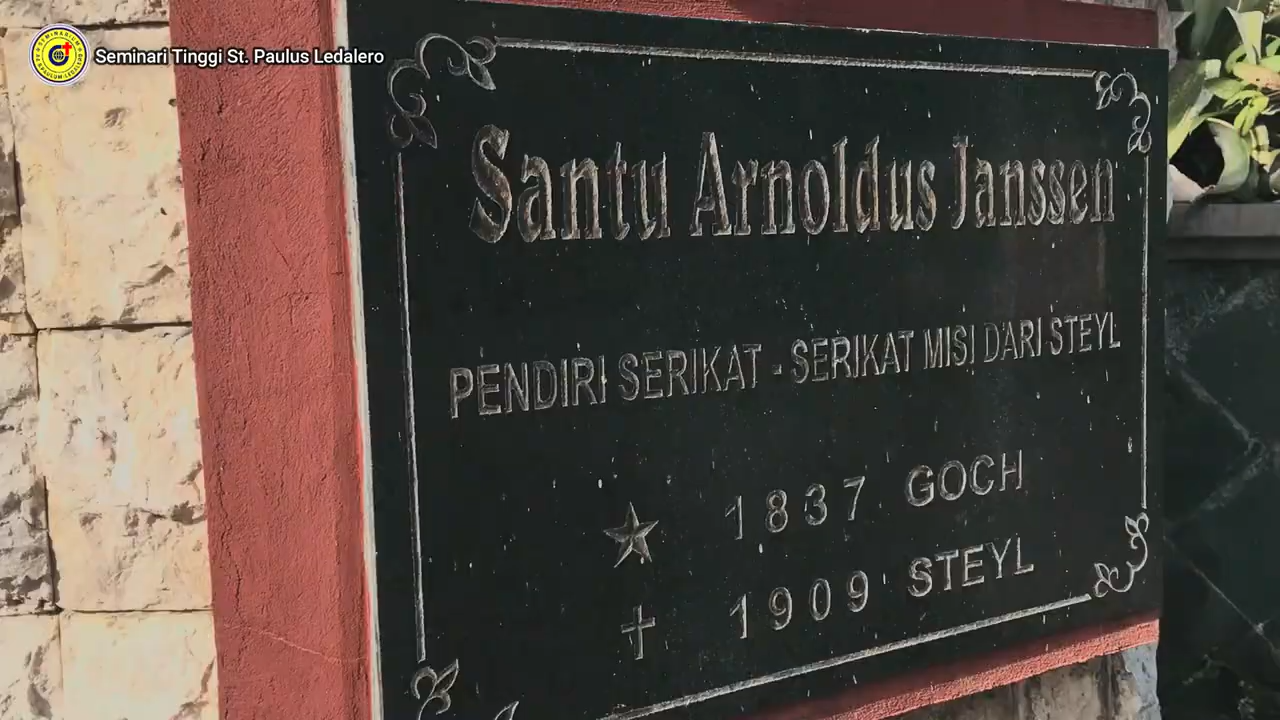 Seminari Tinggi St. Paulus Ledalero
Santu Arnoldus Janssen
PENDIRI SERIKAT - SERIKAT MISI DARI STEYL
1837 GOCH
1909 STEYL